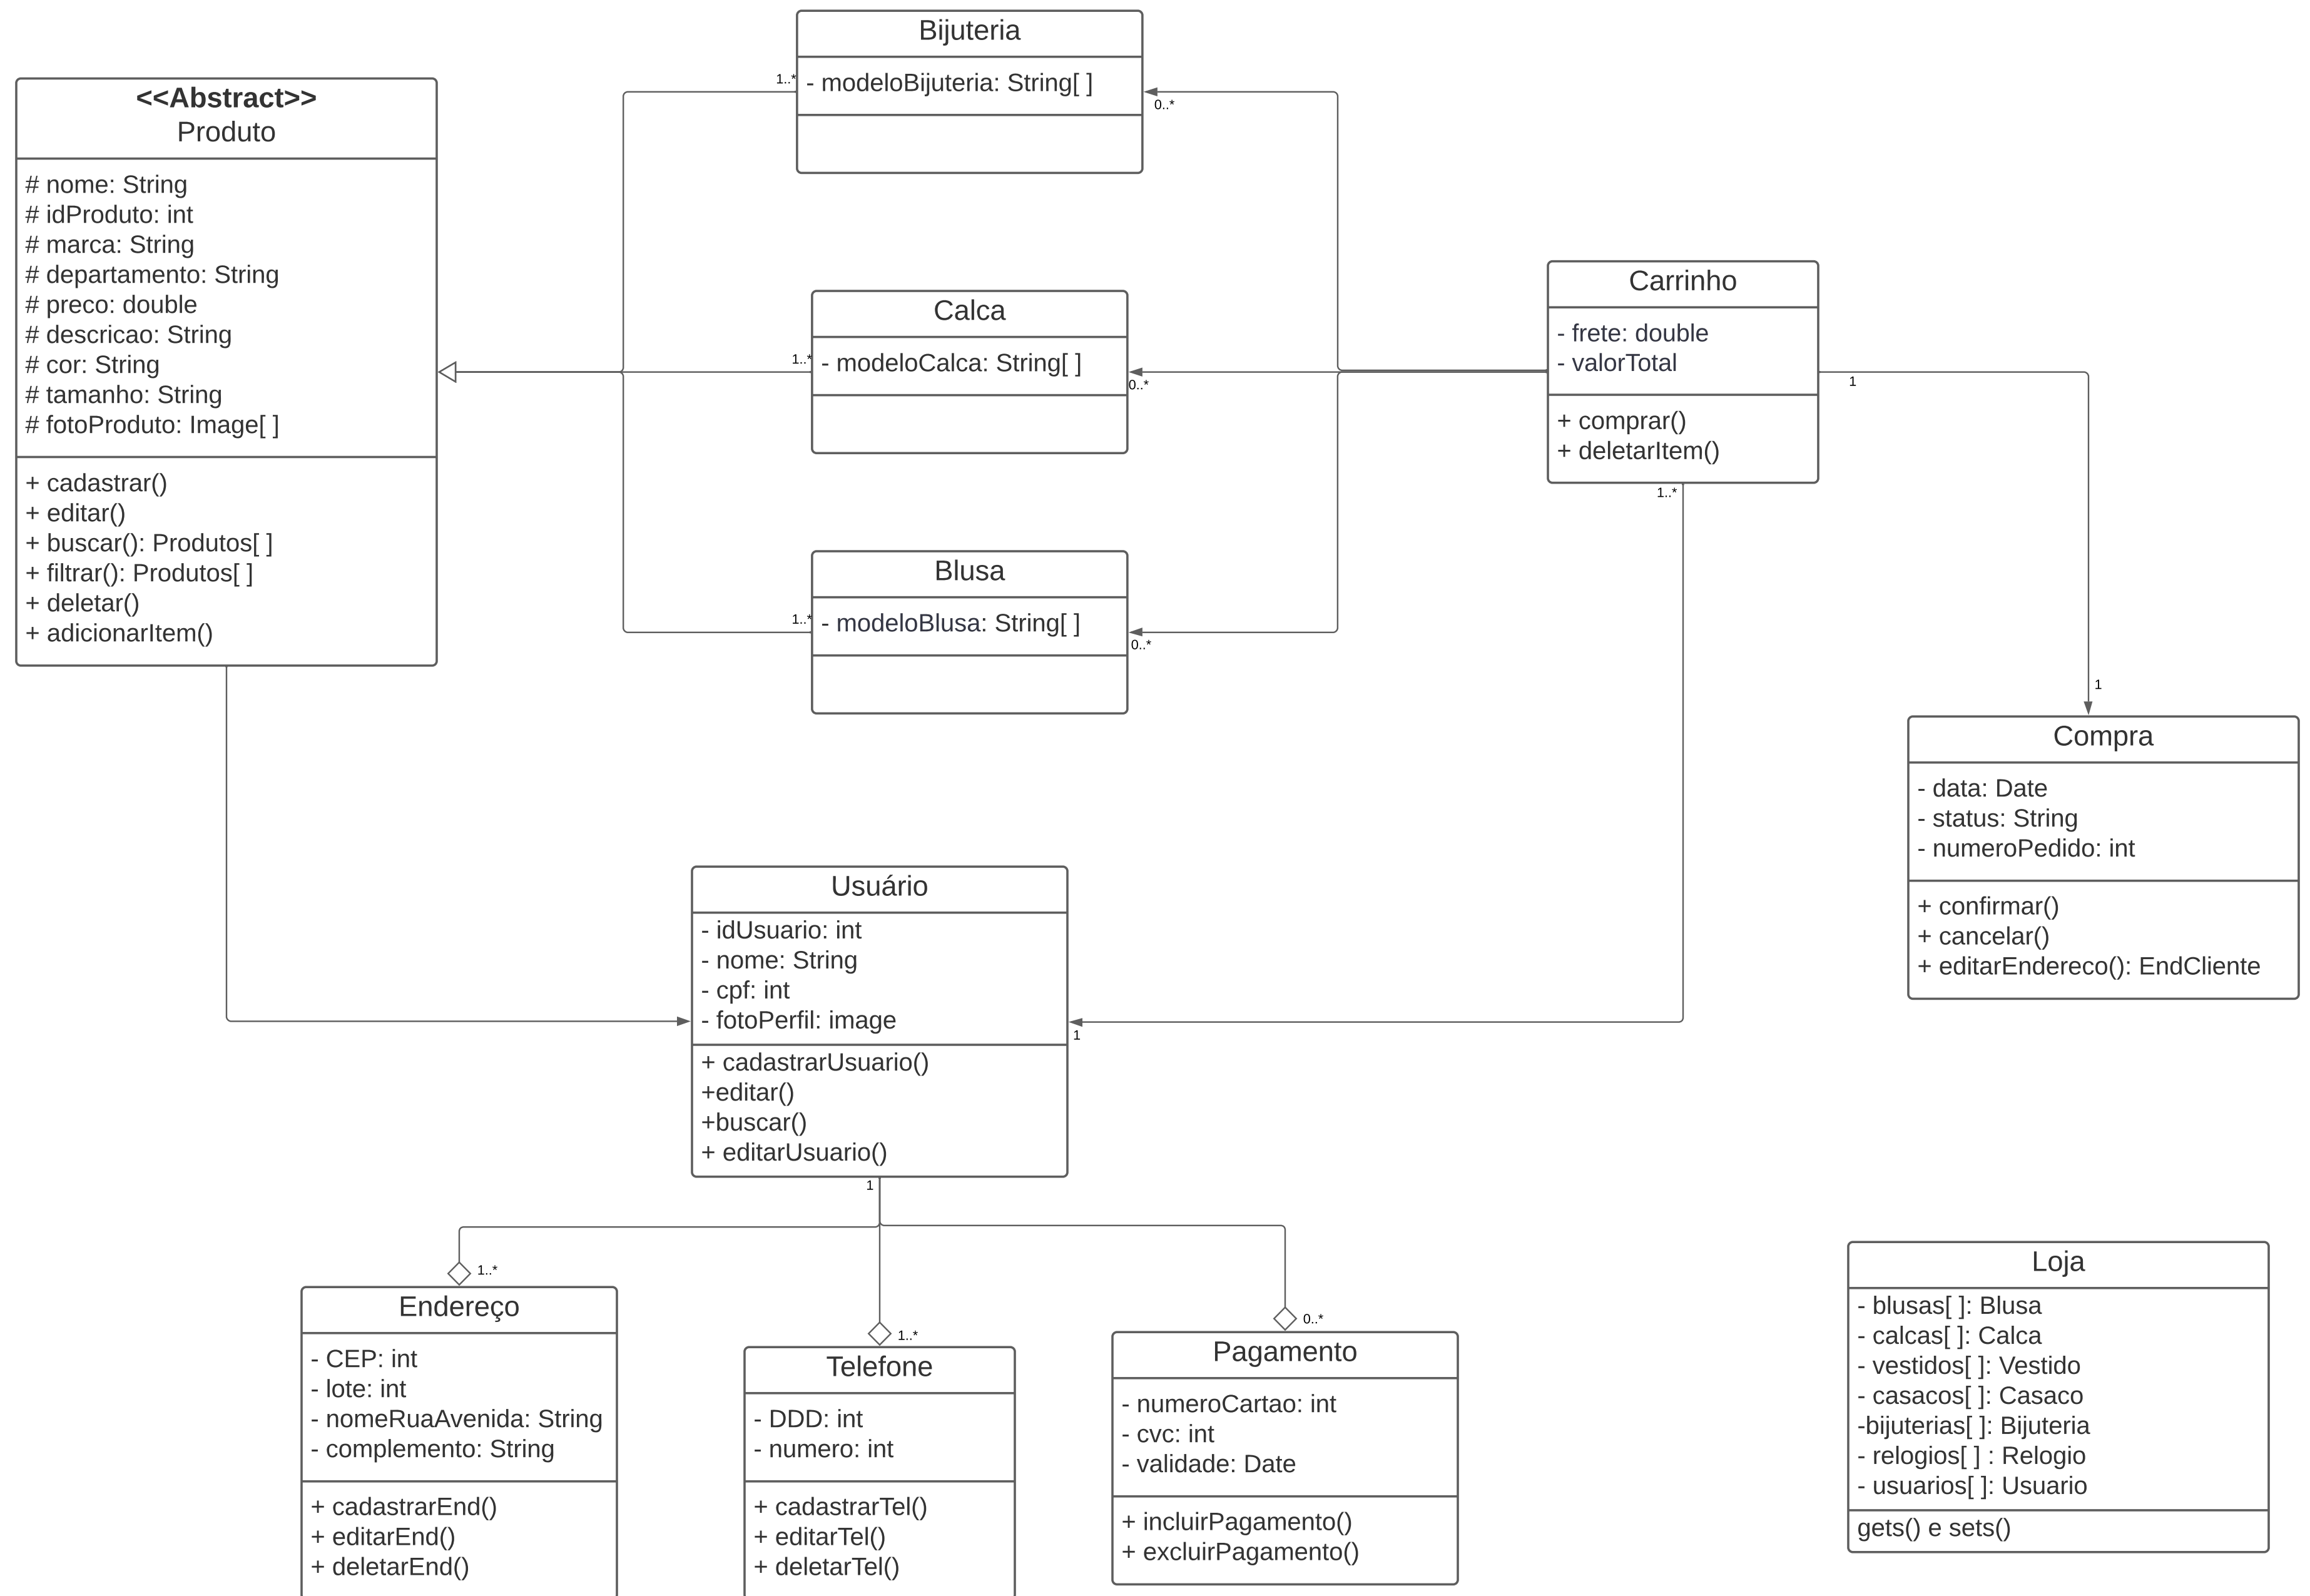 Bijuteria
- modeloBijuteria: String[ ]
1..*
0..*
<<Abstract>>
Produto
# nome: String
# idProduto: int
# marca: String
# departamento: String
# preco: double
# descricao: String
# cor: String
# tamanho: String
# fotoProduto: Image[ ]
+ cadastrar()
+ editar()
+ buscar(): Produtos[ ]
+ filtrar(): Produtos[ ]
+ deletar()
+ adicionarItem()
Calca
- modeloCalca: String[ ]
1..*
0..*
Blusa
- modeloBlusa: String[ ]
1..*
0..*
Carrinho
- frete: double
- valorTotal
+ comprar()
+ deletarItem()
1
1..*
1
Compra
- data: Date
- status: String
- numeroPedido: int
+ confirmar()
+ cancelar()
+ editarEndereco(): EndCliente
Usuário
- idUsuario: int
- nome: String
- cpf: int
- fotoPerfil: image
+ cadastrarUsuario()
+editar()
+buscar()
+ editarUsuario()
1
1
1..*
1..*
0..*
Endereço
- CEP: int
- lote: int
- nomeRuaAvenida: String
- complemento: String
+ cadastrarEnd()
+ editarEnd()
+ deletarEnd()
Telefone
- DDD: int
- numero: int
+ cadastrarTel()
+ editarTel()
+ deletarTel()
Pagamento
- numeroCartao: int
- cvc: int
- validade: Date
+ incluirPagamento()
+ excluirPagamento()
Loja
- blusas[ ]: Blusa
- calcas[ ]: Calca
- vestidos[ ]: Vestido
- casacos[ ]: Casaco
-bijuterias[ ]: Bijuteria
- relogios[ ] : Relogio
- usuarios[ ]: Usuario
gets() e sets()